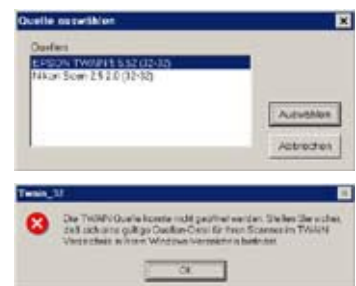 Quelle auswählen
Quellen
EPSON TWAIN 5 5.52 (32-32)
Nikon Scan 2.5 2.0 (32-32)
Auswählen
Abbrechen
Twain_32
Die TWAIN Quelle konnte nicht geöffnet werden. Stellen Sie sicher,
daß sich eine gültige Quellen-Datei für Ihren Scanner im TWAIN
Verzeichnis in Ihrem Windows-Verzeichnis befindet.
OK